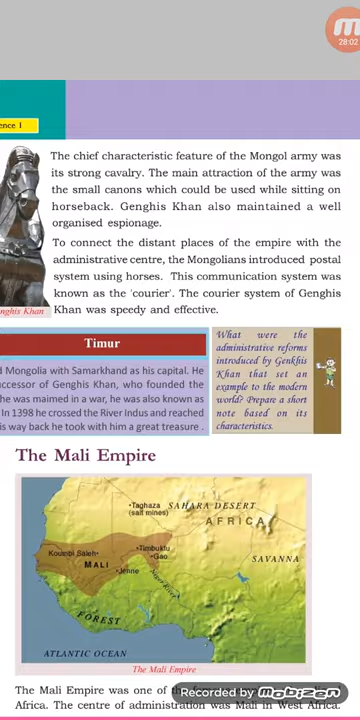 28:02
ence 1
The chief characteristic feature of the Mongol army was
its strong cavalry. The main attraction of the army was
the small canons which could be used while sitting on
horseback. Genghis Khan also maintained a well
organised espionage.
To connect the distant places of the empire with the
administrative centre, the Mongolians introduced postal
system using horses. This communication system was
known as the 'courier'. The courier system of Genghis
Khan was speedy and effective.
nghis Khan
Timur
d Mongolia with Samarkhand as his capital. He
uccessor of Genghis Khan, who founded the
he was maimed in a war, he was also known as
In 1398 he crossed the River Indus and reached
is way back he took with him a great treasure .
What were the
administrative reforms
introduced by Genkhis
Khan that set an
example to the modern
world? Prepare a short
note based on its
characteristics.
The Mali Empire
Taghaza
(salt mines)
SAHARA DESERT
AFRICA
Koumbi Saleh
Timbuktu
Gao
MALI
Jenne
Niger River
SAVANNA
FOREST
ATLANTIC OCEAN
The Mali Empire
RECORDED BY MOBIZEN
The Mali Empire was one of the
Africa. The centre of administration was Mali in West Africa.